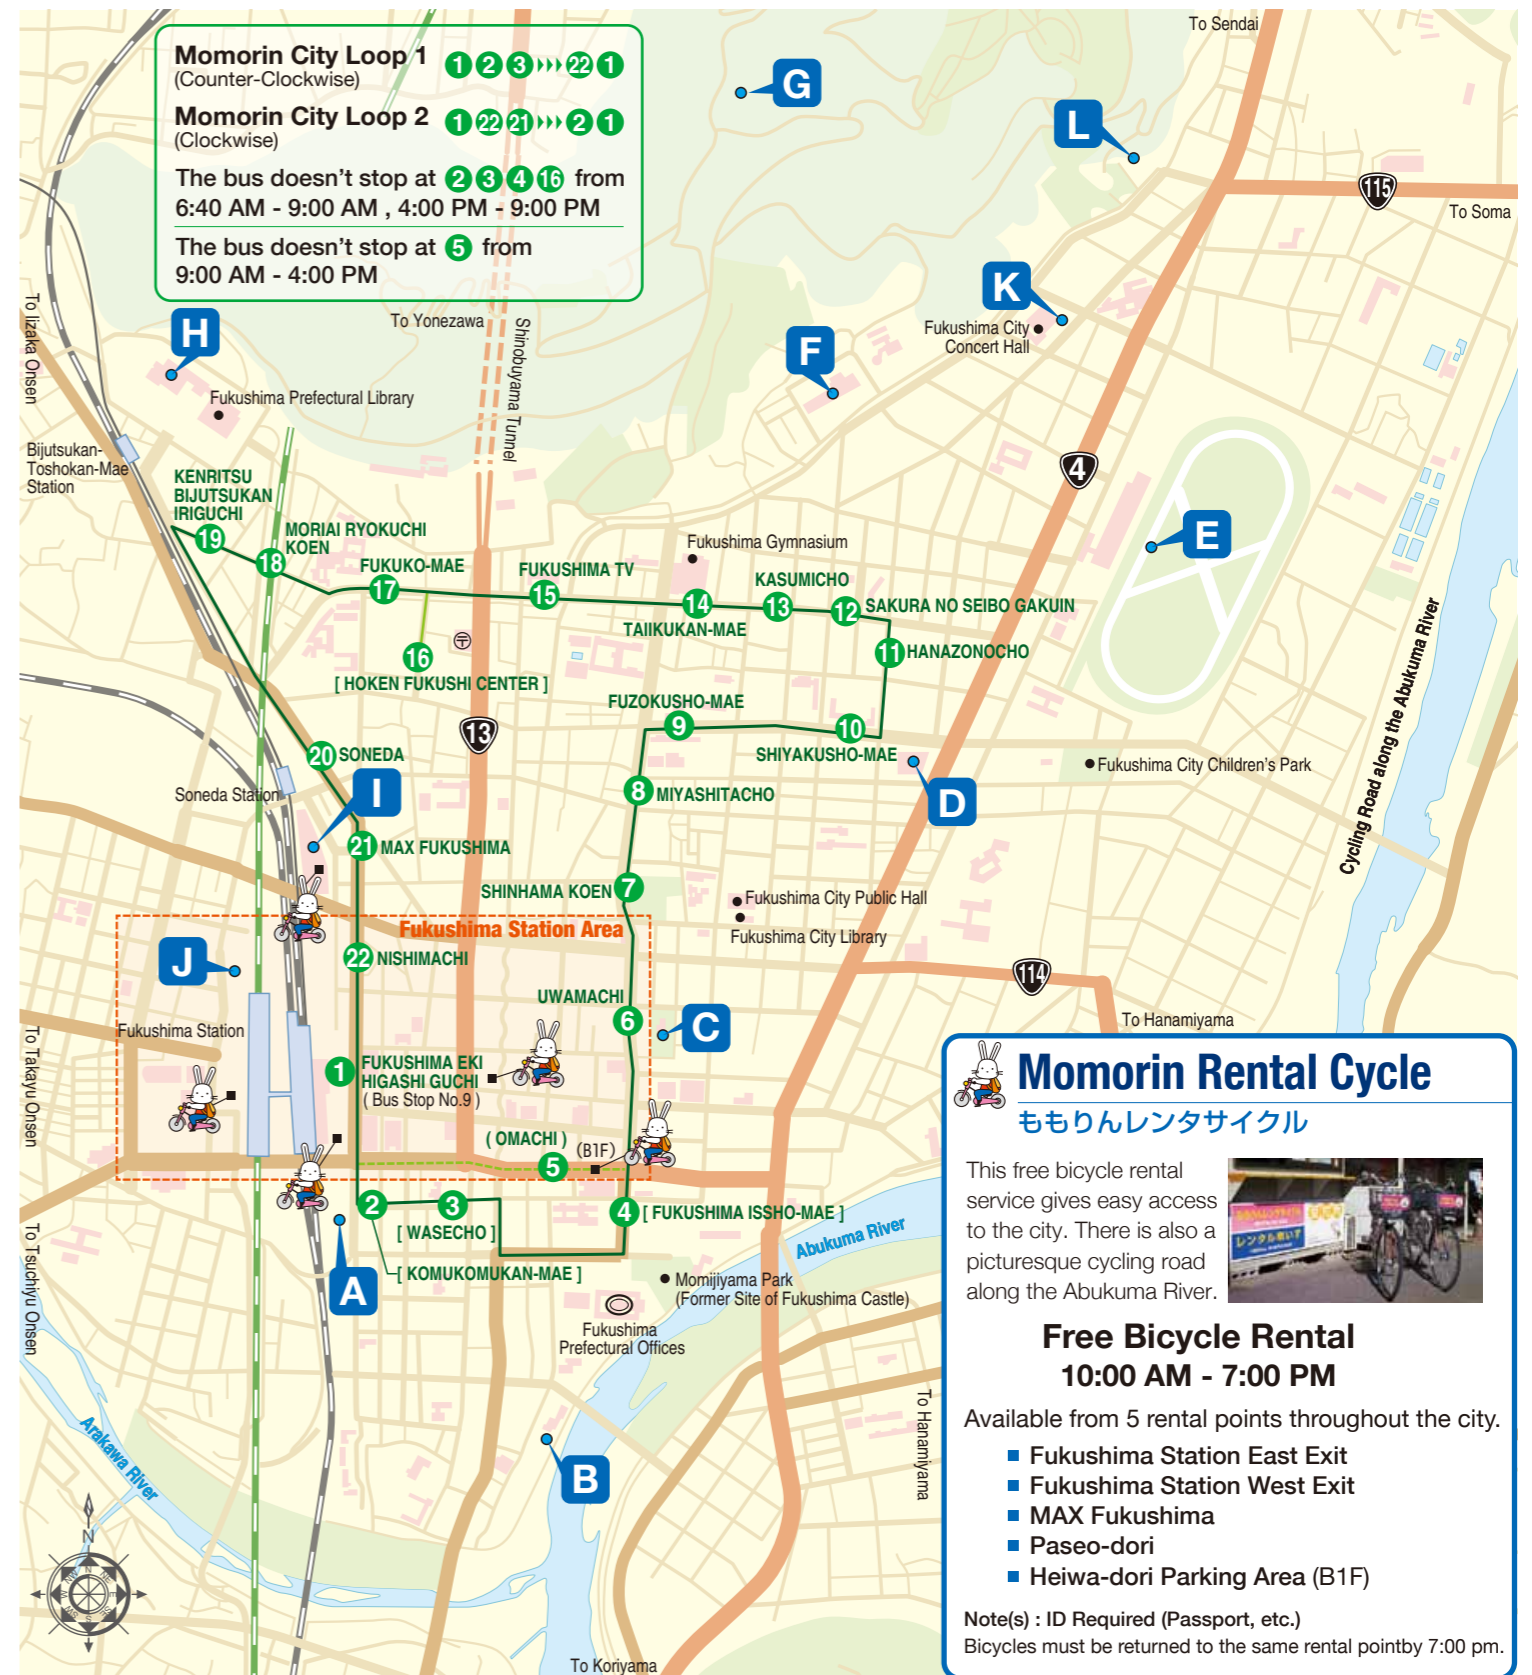 Momorin City Loop 1 1 2 3 22 1
(Counter-Clockwise)
Momorin City Loop 2 1 22 21 2 1
(Clockwise)
The bus doesn't stop at 2 3 4 16 from
6:40 AM - 9:00 AM , 4:00 PM - 9:00 PM
The bus doesn't stop at 5 from
9:00 AM - 4:00 PM
To Sendai
G
L
115
To Soma
K
Fukushima City
Concert Hall
To Iizaka Onsen
H
To Yonezawa
Shinobuyama Tunnel
F
Fukushima Prefectural Library
Bijutsukan-
Toshokan-Mae
Station
4
KENRITSU
BIJUTSUKAN
IRIGUCHI
19
MORIAI RYOKUCHI
KOEN
18
FUKUKO-MAE
17
FUKUSHIMA TV
15
Fukushima Gymnasium
E
14
TAIIKUKAN-MAE
KASUMICHO
13
12
SAKURA NO SEIBO GAKUIN
11
HANAZONOCHO
16
[ HOKEN FUKUSHI CENTER ]
〒
13
FUZOKUSHO-MAE
9
10
SHIYAKUSHO-MAE
Fukushima City Children's Park
Cycling Road along the Abukuma River
20
SONEDA
Soneda Station
I
8
MIYASHITACHO
D
21
MAX FUKUSHIMA
SHINHAMA KOEN
7
Fukushima City Public Hall
Fukushima City Library
Fukushima Station Area
J
22
NISHIMACHI
114
To Hanamiyama
UWAMACHI
6
C
Fukushima Station
To Takayu Onsen
1
FUKUSHIMA EKI
HIGASHI GUCHI
( Bus Stop No.9 )
( OMACHI )
5
(B1F)
2
3
[ WASECHO ]
4
[ FUKUSHIMA ISSHO-MAE ]
[ KOMUKOMUKAN-MAE ]
A
To Tsuchiyu Onsen
Abukuma River
Momijiyama Park
(Former Site of Fukushima Castle)
Fukushima
Prefectural Offices
To Hanamiyama
Arakawa River
B
N
N
NE
E
SE
S
SW
W
NW
To Koriyama
Momorin Rental Cycle
ももりんレンタサイクル
This free bicycle rental
service gives easy access
to the city. There is also a
picturesque cycling road
along the Abukuma River.
Free Bicycle Rental
10:00 AM - 7:00 PM
Available from 5 rental points throughout the city.
Fukushima Station East Exit
Fukushima Station West Exit
MAX Fukushima
Paseo-dori
Heiwa-dori Parking Area (B1F)
Note(s) : ID Required (Passport, etc.)
Bicycles must be returned to the same rental pointby 7:00 pm.